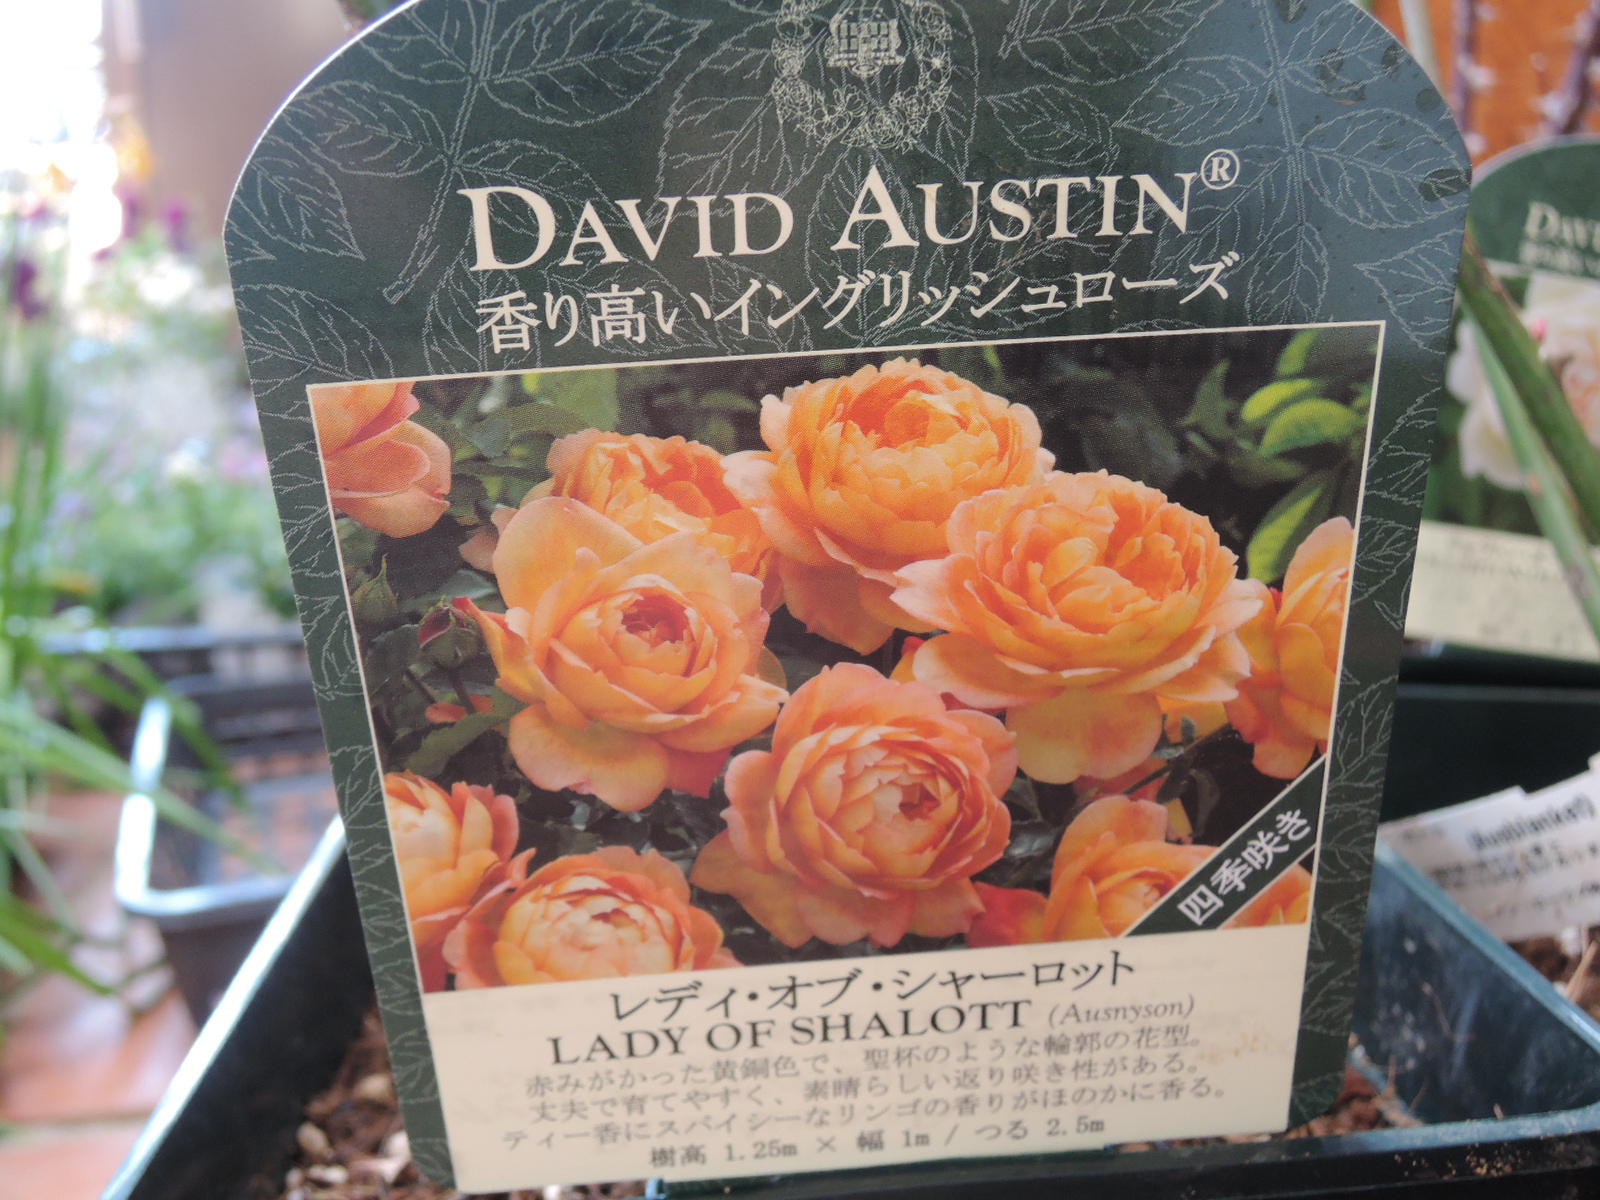 DAVID AUSTIN®
香り高いイングリッシュローズ
四季咲き
レディ・オブ・シャーロット
LADY OF SHALOTT (Ausnyson)
赤みがかった黄銅色で、聖杯のような輪郭の花型。
丈夫で育てやすく、素晴らしい返り咲き性がある。
ティー香にスパイシーなリンゴの香りがほのかに香る。
樹高 1.25m × 幅 1m / つる 2.5m
DAVI